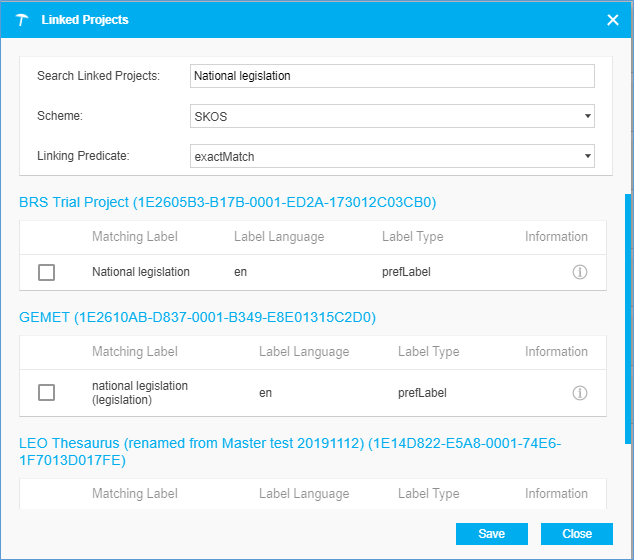 Linked Projects
Search Linked Projects: National legislation
Scheme: SKOS
Linking Predicate: exactMatch
BRS Trial Project (1E2605B3-B17B-0001-ED2A-173012C03CB0)
Matching Label Label Language Label Type Information
National legislation en prefLabel
GEMET (1E2610AB-D837-0001-B349-E8E01315C2D0)
Matching Label Label Language Label Type Information
national legislation
(legislation) en prefLabel
LEO Thesaurus (renamed from Master test 20191112) (1E14D822-E5A8-0001-74E6-
1F7013D017FE)
Matching Label Label Language Label Type Information
Save Close